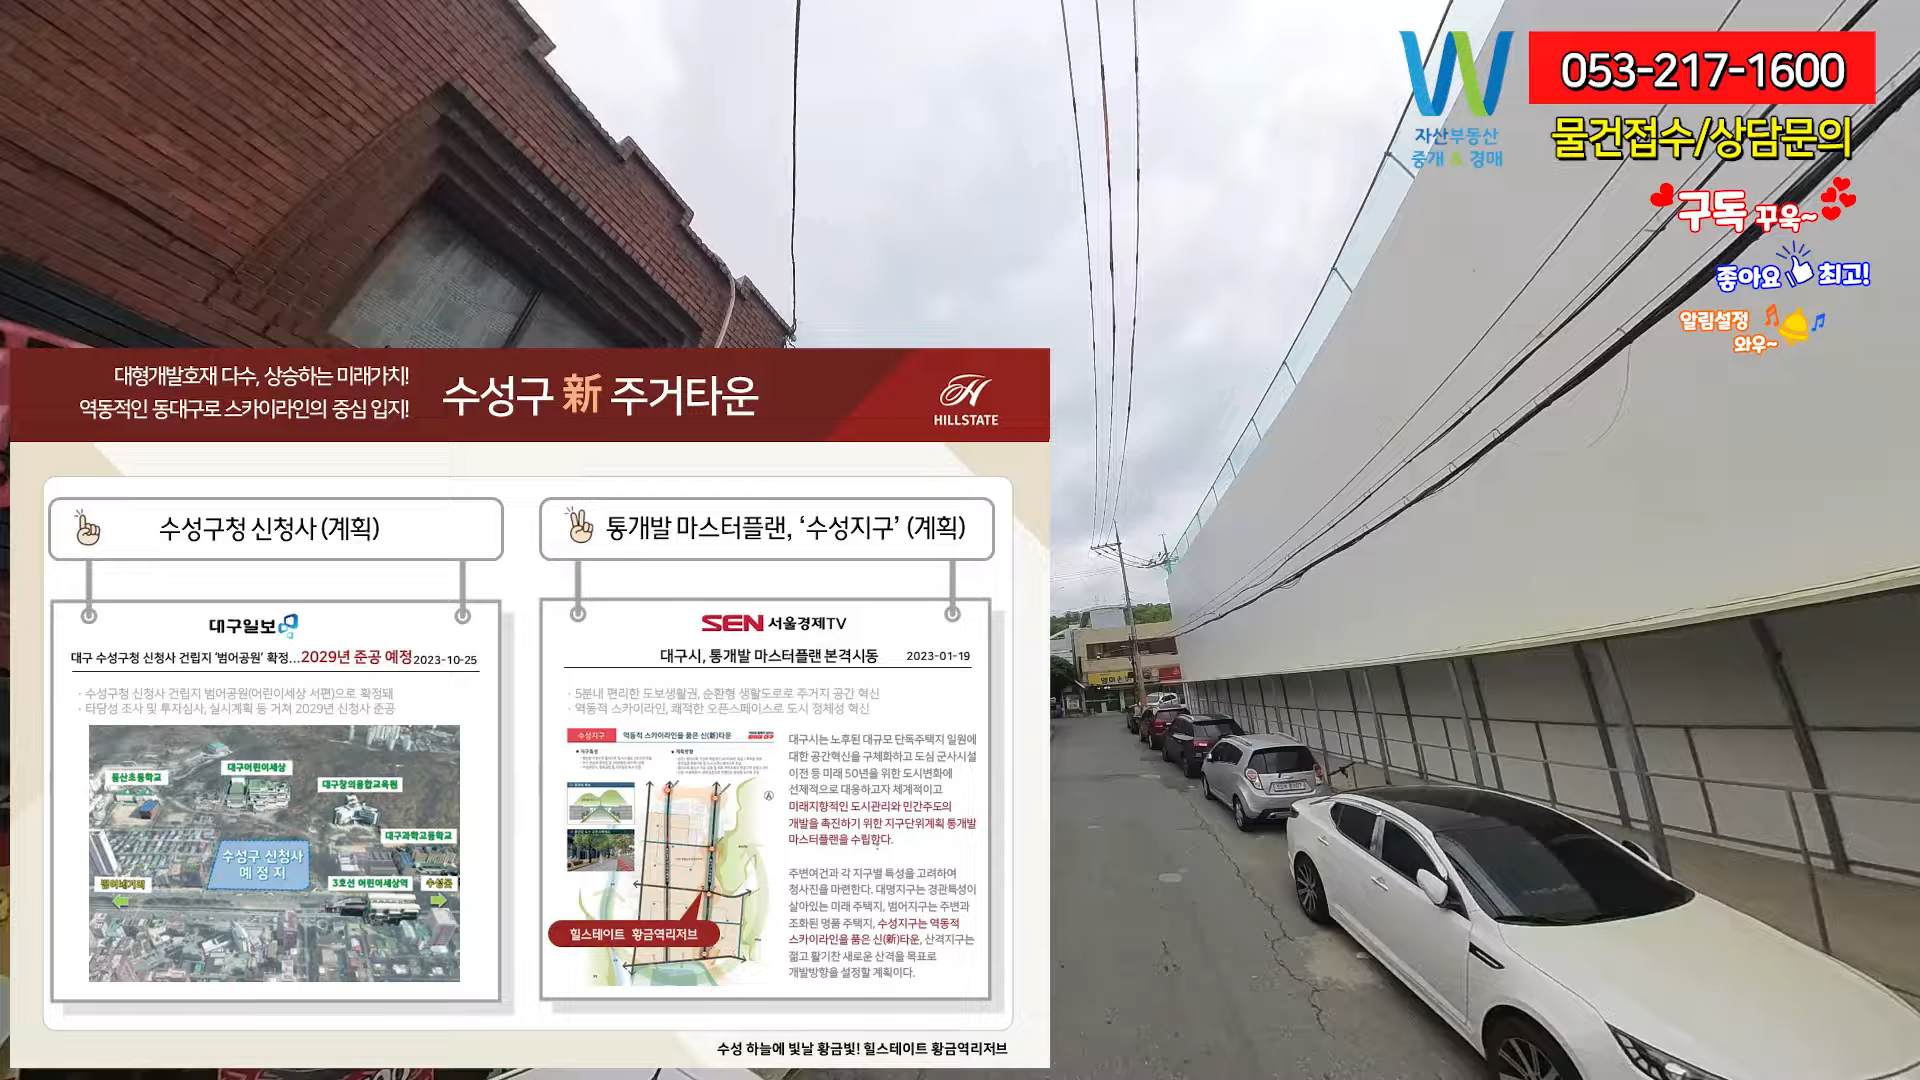 053-217-1600
자산부동산
중개 & 경매
물건접수/상담문의
구독 꾸욱~
좋아요 최고!
알림설정
와우~
대형개발호재 다수, 상승하는 미래가치!
역동적인 동대구로 스카이라인의 중심 입지!
수성구 新 주거타운
HILLSTATE
수성구청 신청사 (계획)
대구일보
대구 수성구청 신청사 건립지 '범어공원' 확정...2029년 준공 예정 2023-10-25
· 수성구청 신청사 건립지 범어공원(어린이세상 서편)으로 확정돼
· 타당성 조사 및 투자심사, 실시계획 등 거쳐 2029년 신청사 준공
동산초등학교
대구어린이세상
대구창의융합교육원
대구과학고등학교
수성구 신청사
예 정 지
범어네거리
3호선 어린이세상역
수성못
통개발 마스터플랜, '수성지구' (계획)
SEN 서울경제TV
대구시, 통개발 마스터플랜 본격시동 2023-01-19
· 5분내 편리한 도보생활권, 순환형 생활도로로 주거지 공간 혁신
· 역동적 스카이라인, 쾌적한 오픈스페이스로 도시 정체성 혁신
수성지구 역동적 스카이라인을 품은 신(新)타운
힐스테이트 황금역리저브
대구시는 노후된 대규모 단독주택지 일원에
대한 공간혁신을 구체화하고 도심 군사시설
이전 등 미래 50년을 위한 도시변화에
선제적으로 대응하고자 체계적이고
미래지향적인 도시관리와 민간주도의
개발을 촉진하기 위한 지구단위계획 통개발
마스터플랜을 수립한다.
주변여건과 각 지구별 특성을 고려하여
청사진을 마련한다. 대명지구는 경관특성이
살아있는 미래 주택지, 범어지구는 주변과
조화된 명품 주택지, 수성지구는 역동적
스카이라인을 품은 신(新)타운, 산격지구는
젊고 활기찬 새로운 산격을 목표로
개발방향을 설정할 계획이다.
수성 하늘에 빛날 황금빛! 힐스테이트 황금역리저브